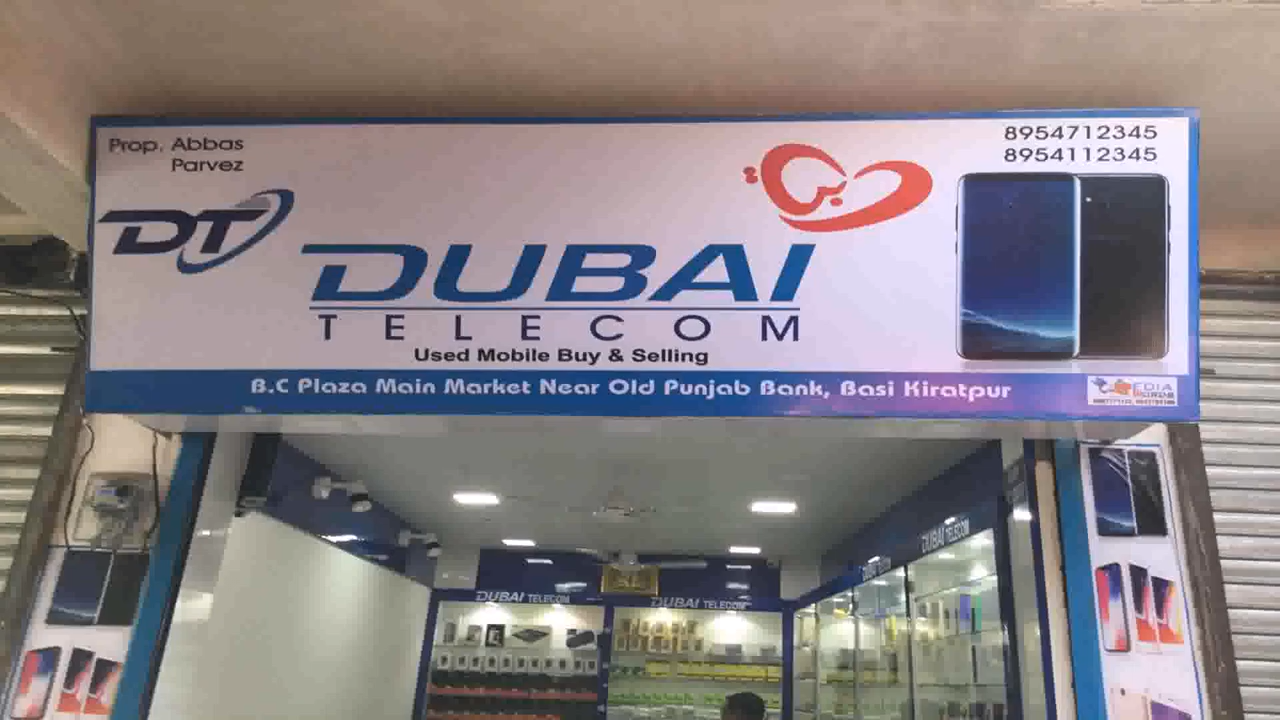 Prop. Abbas
Parvez
8954712345
8954112345
DT
DUBAI
TELECOM
Used Mobile Buy & Selling
B.C Plaza Main Market Near Old Punjab Bank, Basi Kiratpur
DUBAI TELECOM
DUBAI TELECOM
DUBAI TELECOM